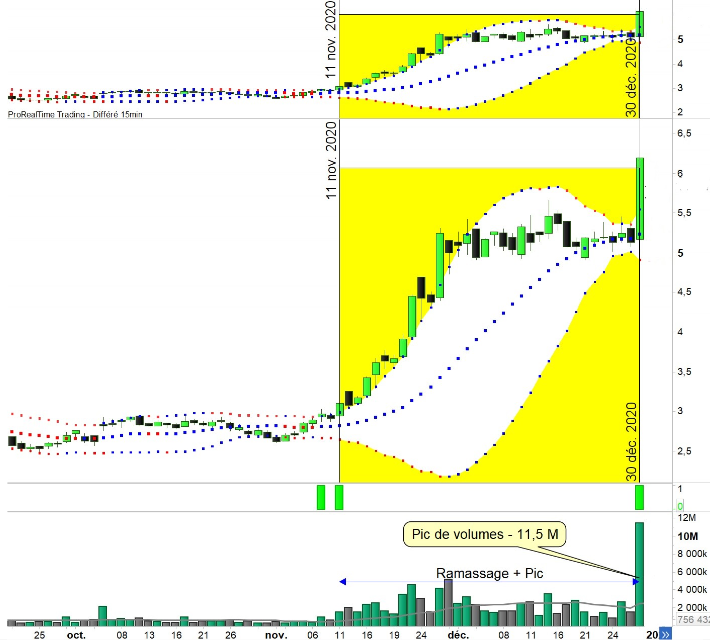 11 nov. 2020
30 déc. 2020
5
4
3
2
ProRealTime Trading - Différé 15min
11 nov. 2020
30 déc. 2020
6,5
6
5,5
5
4,5
4
3,5
3
2,5
1
0
12M
10M
8 000k
6 000k
4 000k
2 000k
Pic de volumes - 11,5 M
Ramassage + Pic
25 oct. 08 13 16 21 26 nov. 06 11 16 19 24 déc. 08 11 16 21 24 20 »